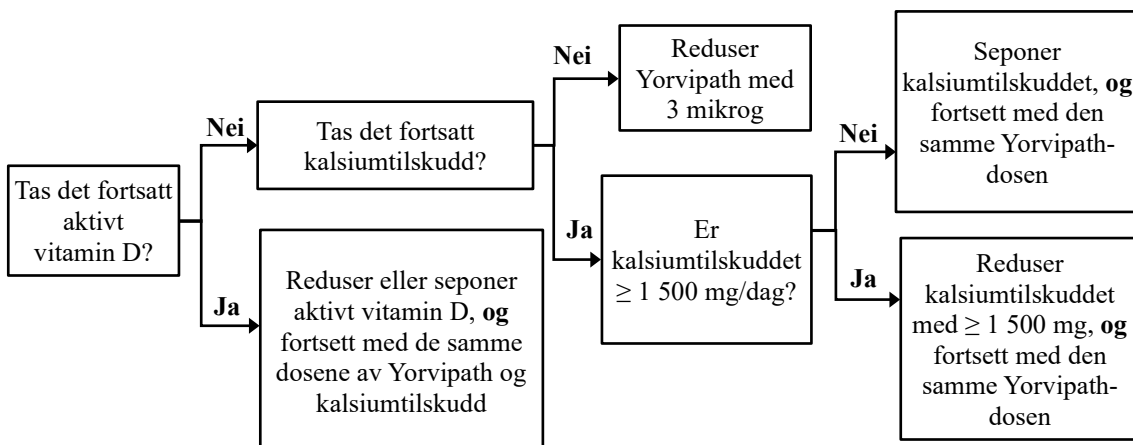 Tas det fortsatt
aktivt
vitamin D?
Nei
Ja
Tas det fortsatt
kalsiumtilskudd?
Reduser eller seponer
aktivt vitamin D, og
fortsett med de samme
dosene av Yorvipath og
kalsiumtilskudd
Nei
Ja
Reduser
Yorvipath med
3 mikrog
Er
kalsiumtilskuddet
≥ 1 500 mg/dag?
Nei
Ja
Seponer
kalsiumtilskuddet, og
fortsett med den
samme Yorvipath-
dosen
Reduser
kalsiumtilskuddet
med ≥ 1 500 mg, og
fortsett med den
samme Yorvipath-
dosen